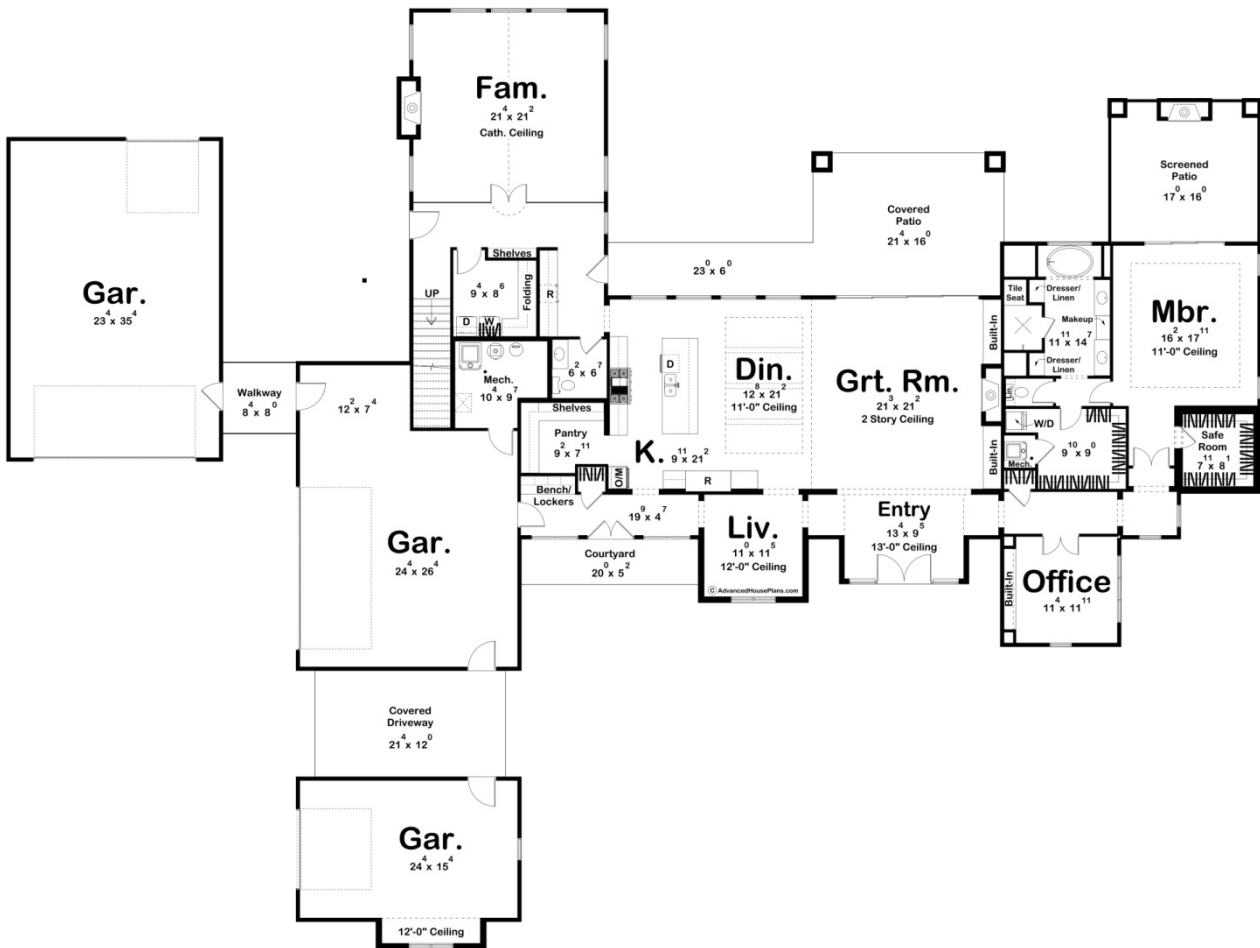 Fam.
21⁴ x 21²
Cath. Ceiling
Screened
Patio
17⁰ x 16⁰
Covered
Patio
21⁴ x 16⁰
Gar.
23⁴ x 35⁴
Shelves
23⁰ x 6⁰
UP
9⁴ x 8⁶
Folding
R
D
W
Tile
Seat
Dresser/
Linen
Makeup
11¹¹ x 14⁷
Dresser/
Linen
Built-In
Mbr.
16² x 17¹¹
11'-0" Ceiling
Walkway
8⁴ x 8⁰
12² x 7⁴
Mech.
10⁴ x 9⁷
6² x 6⁷
D
Din.
12⁸ x 21²
11'-0" Ceiling
Grt. Rm.
21³ x 21²
2 Story Ceiling
Lin.
W/D
Mech.
9¹⁰ x 9⁰
Safe
Room
7¹¹ x 8¹
Shelves
Pantry
9² x 7¹¹
K.
9¹¹ x 21²
O/M
R
Built-In
Bench/
Lockers
19⁹ x 4⁷
Courtyard
20⁰ x 5²
Liv.
11⁰ x 11⁵
12'-0" Ceiling
© AdvancedHousePlans.com
Entry
13⁴ x 9⁵
13'-0" Ceiling
Built-In
Office
11⁴ x 11¹¹
Gar.
24⁴ x 26⁴
Covered
Driveway
21⁴ x 12⁰
Gar.
24⁴ x 15⁴
12'-0" Ceiling